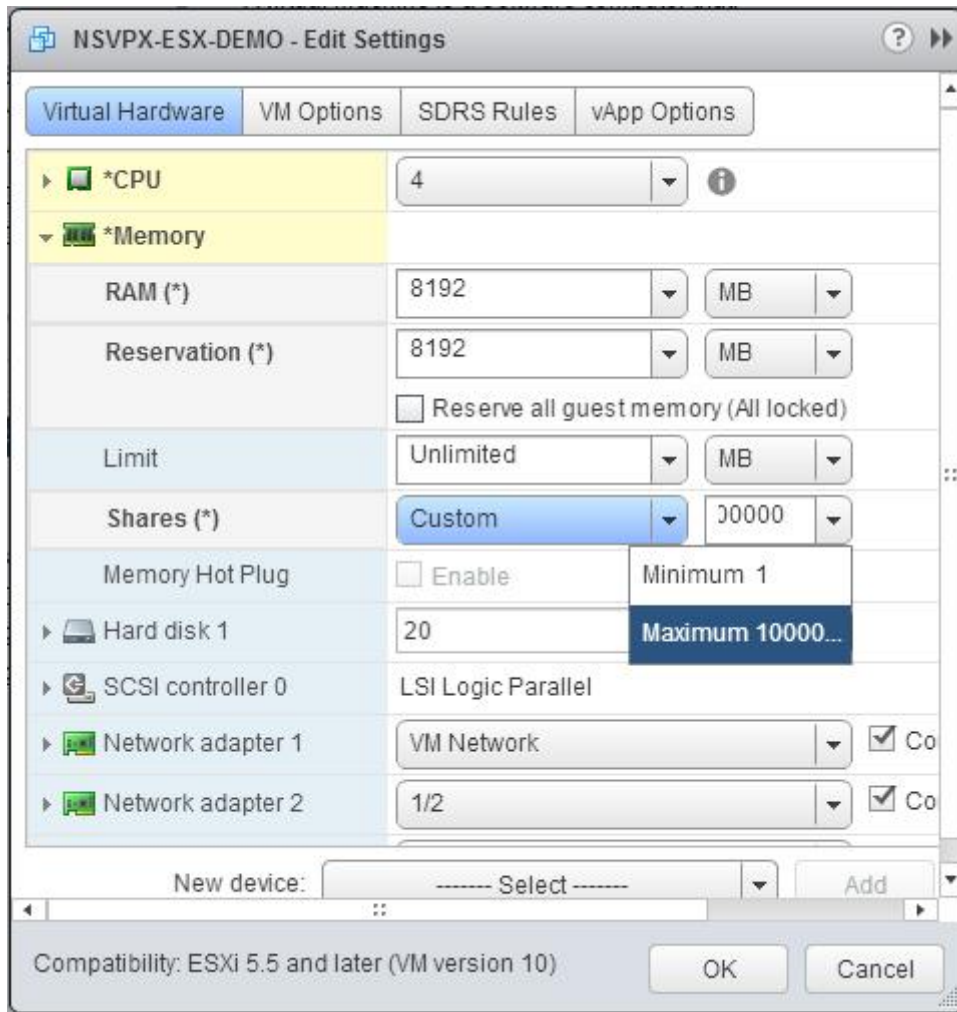 NSVPX-ESX-DEMO - Edit Settings ?
Virtual Hardware VM Options SDRS Rules vApp Options
*CPU 4
*Memory
RAM (*) 8192 MB
Reservation (*) 8192 MB
Reserve all guest memory (All locked)
Limit Unlimited MB
Shares (*) Custom 00000
Memory Hot Plug Enable Minimum 1
Hard disk 1 20 Maximum 10000...
SCSI controller 0 LSI Logic Parallel
Network adapter 1 VM Network Co
Network adapter 2 1/2 Co
New device: ------- Select ------- Add
Compatibility: ESXi 5.5 and later (VM version 10) OK Cancel